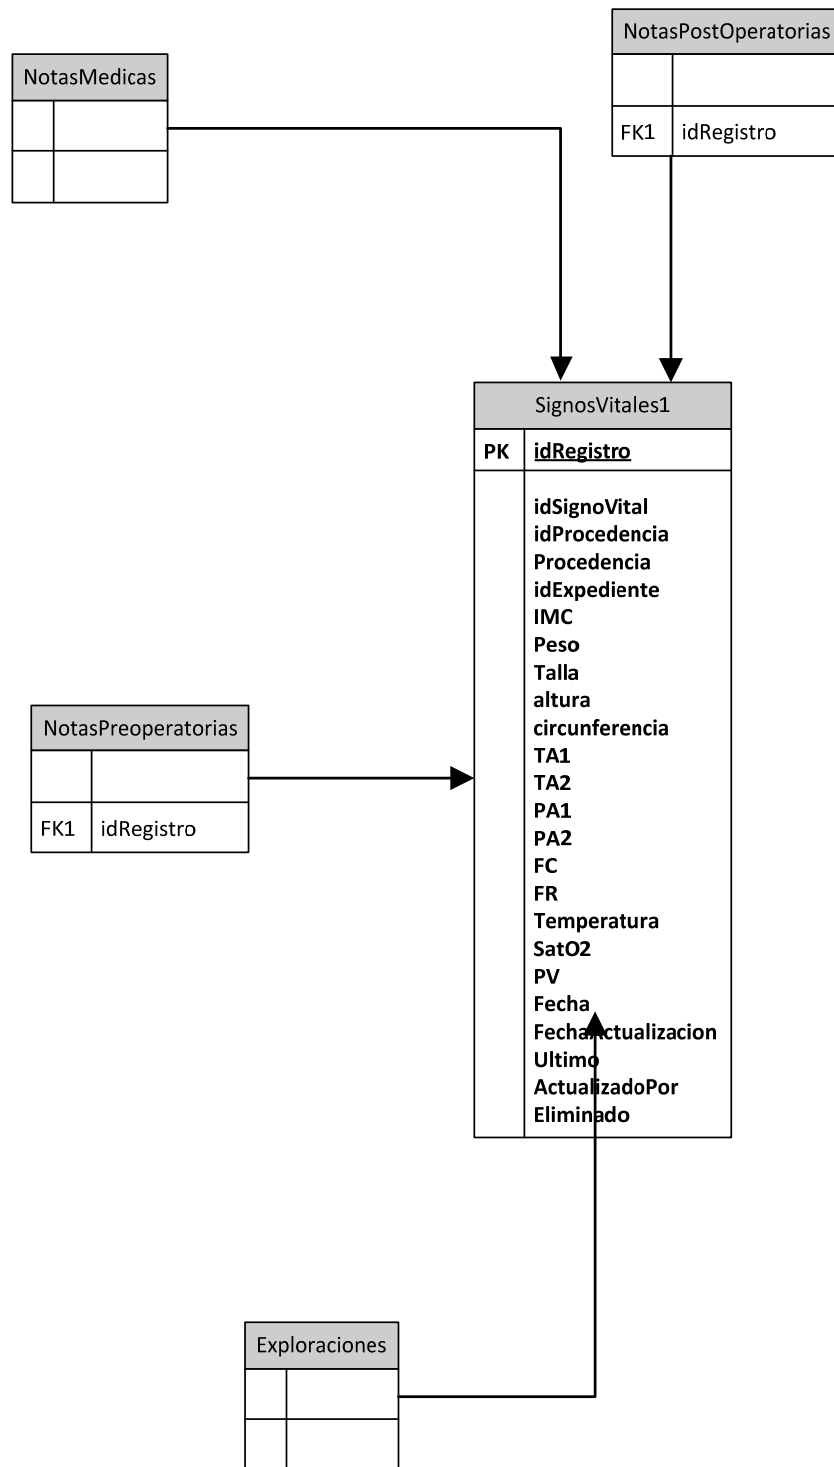 NotasPostOperatorias
FK1 idRegistro
NotasMedicas
SignosVitales1
PK idRegistro
idSignoVital
idProcedencia
Procedencia
idExpediente
IMC
Peso
Talla
altura
circunferencia
TA1
TA2
PA1
PA2
FC
FR
Temperatura
SatO2
PV
Fecha
FechaActualizacion
Ultimo
ActualizadoPor
Eliminado
NotasPreoperatorias
FK1 idRegistro
Exploraciones